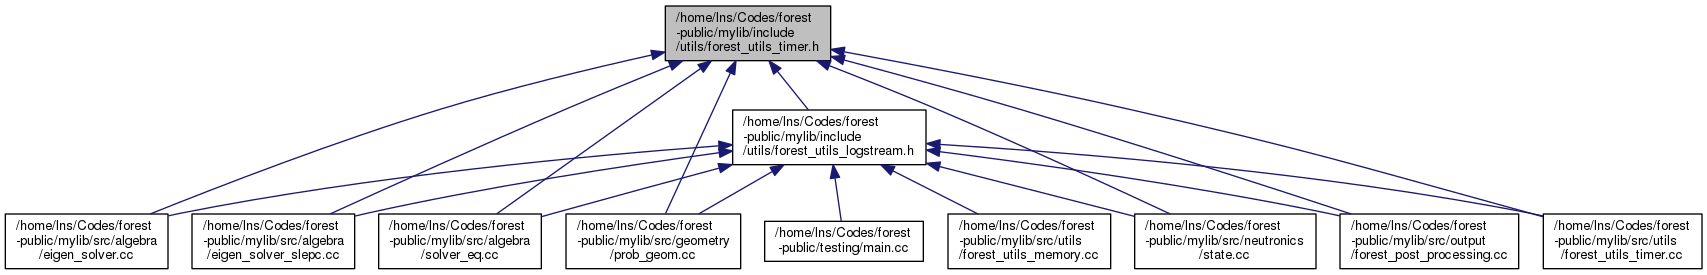 /home/lns/Codes/forest
-public/mylib/include
/utils/forest_utils_timer.h
/home/lns/Codes/forest
-public/mylib/include
/utils/forest_utils_logstream.h
/home/lns/Codes/forest
-public/mylib/src/algebra
/eigen_solver.cc
/home/lns/Codes/forest
-public/mylib/src/algebra
/eigen_solver_slepc.cc
/home/lns/Codes/forest
-public/mylib/src/algebra
/solver_eq.cc
/home/lns/Codes/forest
-public/mylib/src/geometry
/prob_geom.cc
/home/lns/Codes/forest
-public/testing/main.cc
/home/lns/Codes/forest
-public/mylib/src/utils
/forest_utils_memory.cc
/home/lns/Codes/forest
-public/mylib/src/neutronics
/state.cc
/home/lns/Codes/forest
-public/mylib/src/output
/forest_post_processing.cc
/home/lns/Codes/forest
-public/mylib/src/utils
/forest_utils_timer.cc